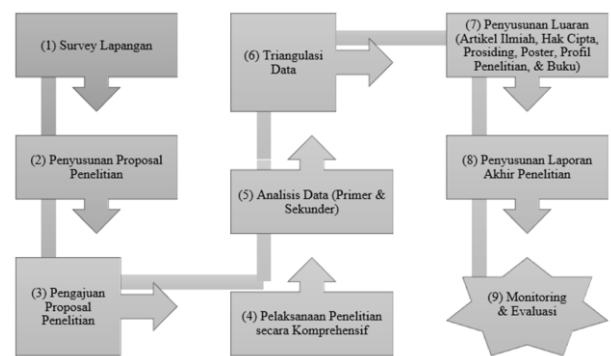 (1) Survey Lapangan
(2) Penyusunan Proposal
Penelitian
(3) Pengajuan
Proposal
Penelitian
(4) Pelaksanaan Penelitian
secara Komprehensif
(5) Analisis Data (Primer &
Sekunder)
(6) Triangulasi
Data
(7) Penyusunan Luaran
(Artikel Ilmiah, Hak Cipta,
Prosiding, Poster, Profil
Penelitian, & Buku)
(8) Penyusunan Laporan
Akhir Penelitian
(9) Monitoring
& Evaluasi